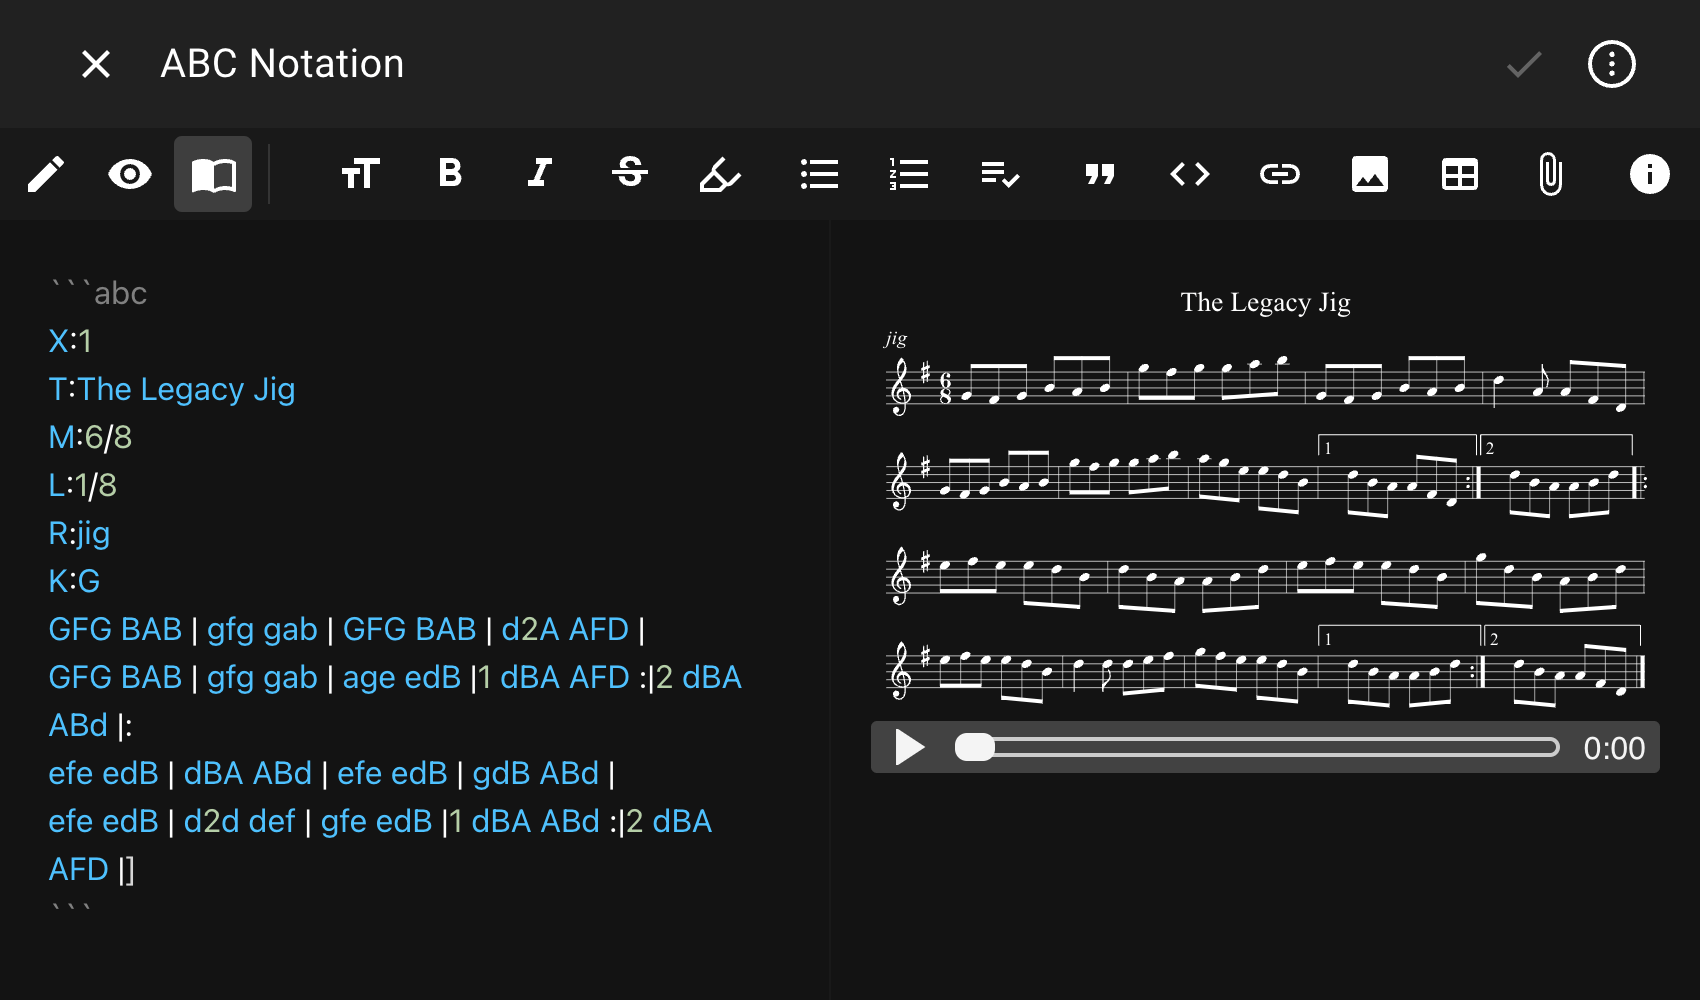 ABC Notation
```abc
X:1
T:The Legacy Jig
M:6/8
L:1/8
R:jig
K:G
GFG BAB | gfg gab | GFG BAB | d2A AFD |
GFG BAB | gfg gab | age edB |1 dBA AFD :|2 dBA
ABd |:
efe edB | dBA ABd | efe edB | gdB ABd |
efe edB | d2d def | gfe edB |1 dBA ABd :|2 dBA
AFD |]
```
The Legacy Jig
jig
6
8
1 2
1 2
0:00